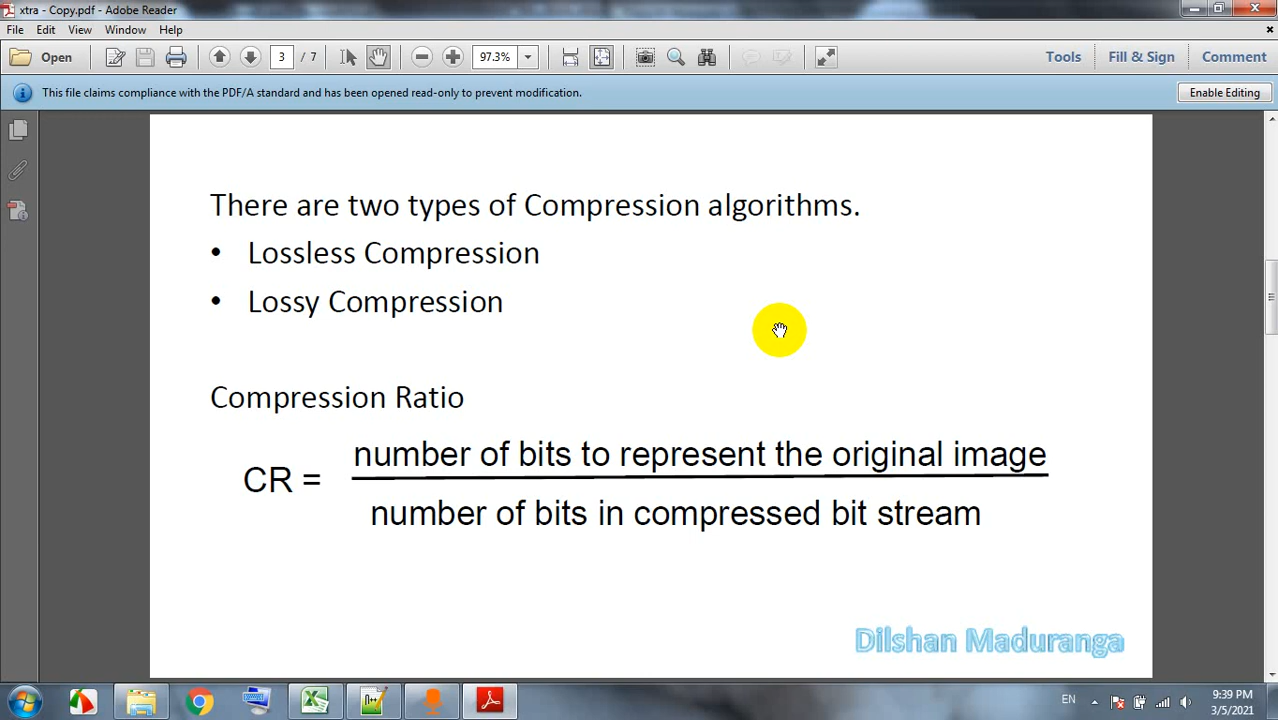 xtra - Copy.pdf - Adobe Reader
File Edit View Window Help
Open 3 / 7 97.3% Tools Fill & Sign Comment
This file claims compliance with the PDF/A standard and has been opened read-only to prevent modification. Enable Editing
There are two types of Compression algorithms.
• Lossless Compression
• Lossy Compression
Compression Ratio
number of bits to represent the original image
CR =
number of bits in compressed bit stream
Dilshan Maduranga
EN 9:39 PM
3/5/2021